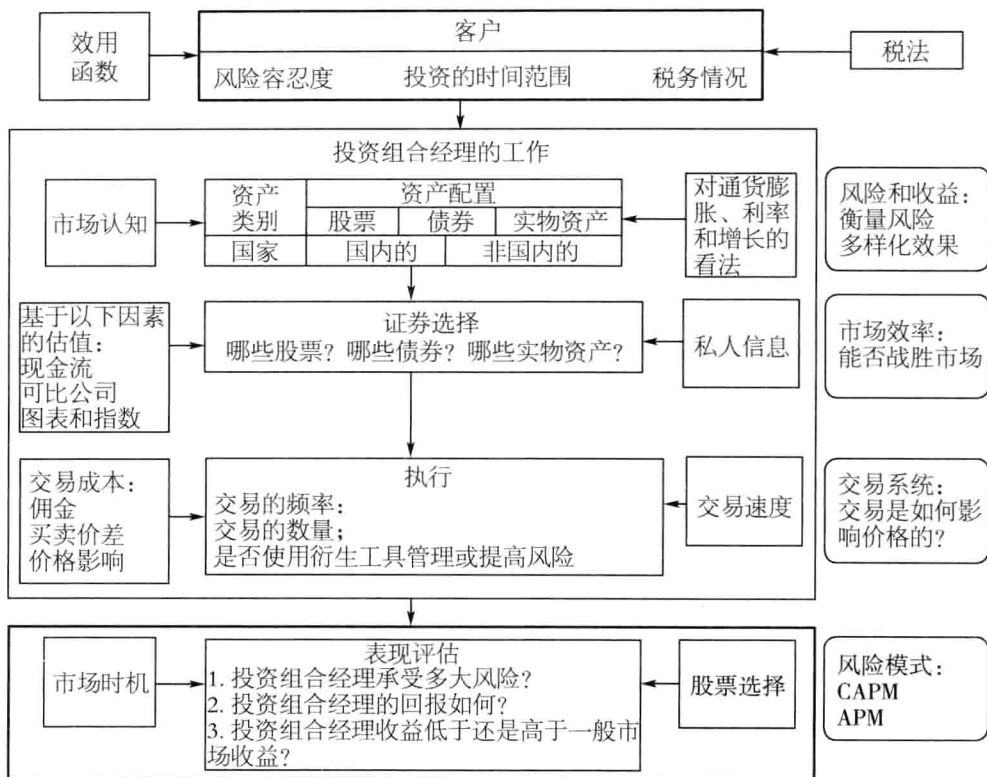 效用
函数
客户
风险容忍度 投资的时间范围 税务情况
税法
投资组合经理的工作
市场认知
资产
类别
资产配置
股票 债券 实物资产
国家 国内的 非国内的
对通货膨
胀、利率
和增长的
看法
风险和收益：
衡量风险
多样化效果
基于以下因素
的估值：
现金流
可比公司
图表和指数
证券选择
哪些股票？哪些债券？哪些实物资产？
私人信息
市场效率：
能否战胜市场
交易成本：
佣金
买卖价差
价格影响
执行
交易的频率：
交易的数量；
是否使用衍生工具管理或提高风险
交易速度
交易系统：
交易是如何影
响价格的？
市场时机
表现评估
1. 投资组合经理承受多大风险？
2. 投资组合经理的回报如何？
3. 投资组合经理收益低于还是高于一般市
场收益？
股票选择
风险模式：
CAPM
APM